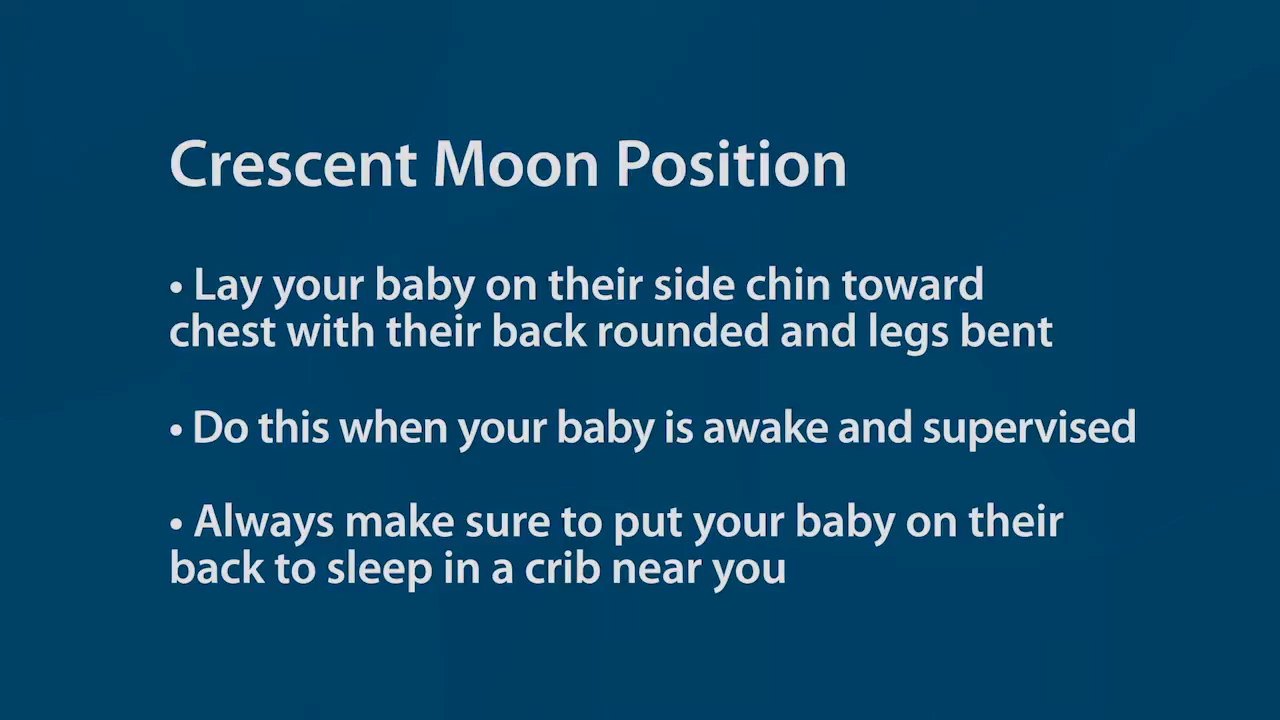 Crescent Moon Position
• Lay your baby on their side chin toward
chest with their back rounded and legs bent
• Do this when your baby is awake and supervised
• Always make sure to put your baby on their
back to sleep in a crib near you